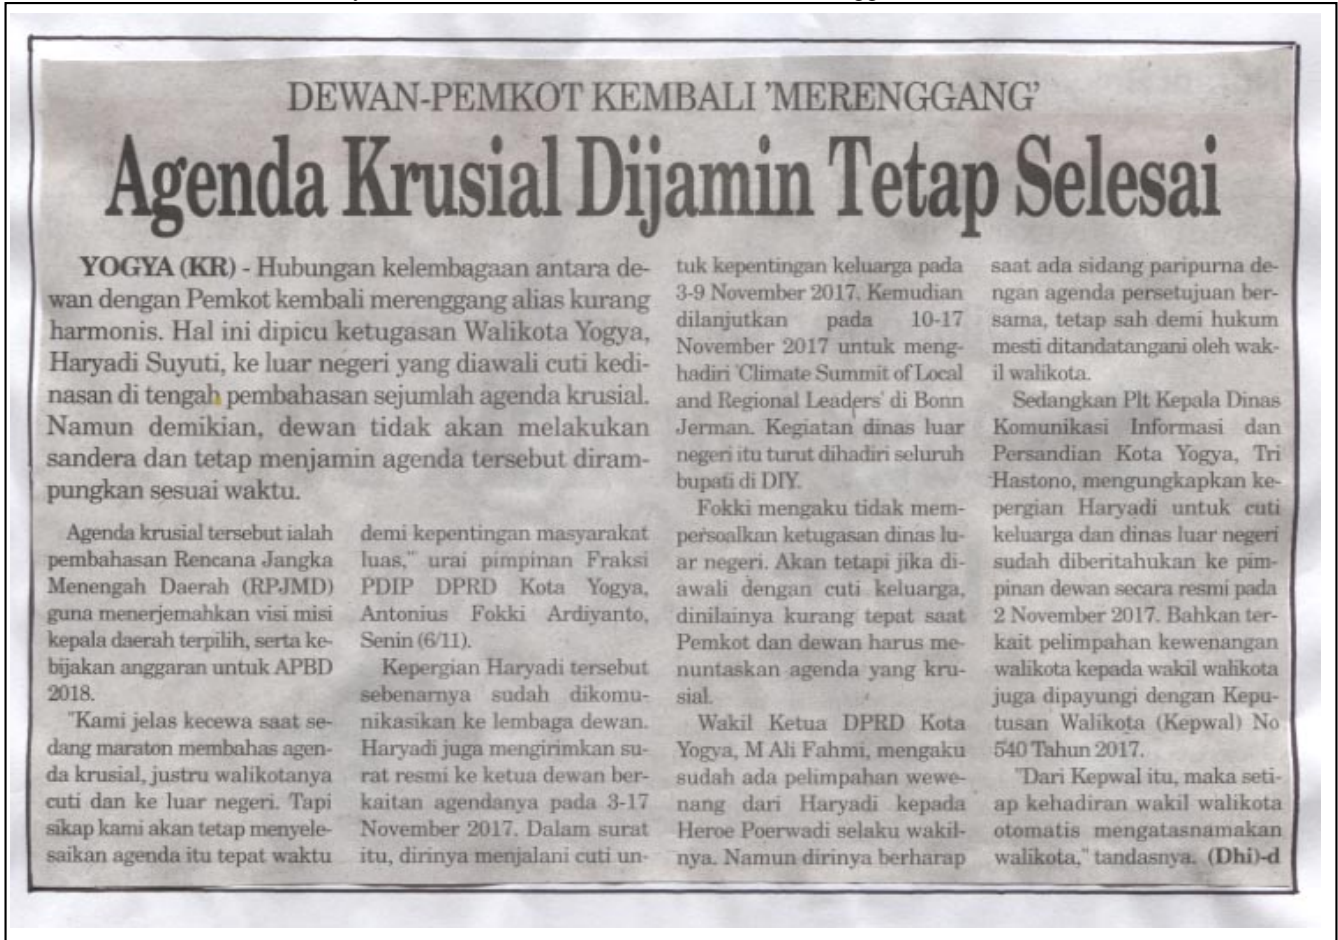 DEWAN-PEMKOT KEMBALI 'MERENGGANG'
Agenda Krusial Dijamin Tetap Selesai
YOGYA (KR) - Hubungan kelembagaan antara de-
wan dengan Pemkot kembali merenggang alias kurang
harmonis. Hal ini dipicu ketugasan Walikota Yogya,
Haryadi Suyuti, ke luar negeri yang diawali cuti kedi-
nasan di tengah pembahasan sejumlah agenda krusial.
Namun demikian, dewan tidak akan melakukan
sandera dan tetap menjamin agenda tersebut diram-
pungkan sesuai waktu.
Agenda krusial tersebut ialah
pembahasan Rencana Jangka
Menengah Daerah (RPJMD)
guna menerjemahkan visi misi
kepala daerah terpilih, serta ke-
bijakan anggaran untuk APBD
2018.
"Kami jelas kecewa saat se-
dang maraton membahas agen-
da krusial, justru walikotanya
cuti dan ke luar negeri. Tapi
sikap kami akan tetap menyele-
saikan agenda itu tepat waktu
demi kepentingan masyarakat
luas," urai pimpinan Fraksi
PDIP DPRD Kota Yogya,
Antonius Fokki Ardiyanto,
Senin (6/11).
Kepergian Haryadi tersebut
sebenarnya sudah dikomu-
nikasikan ke lembaga dewan.
Haryadi juga mengirimkan su-
rat resmi ke ketua dewan ber-
kaitan agendanya pada 3-17
November 2017. Dalam surat
itu, dirinya menjalani cuti un-
tuk kepentingan keluarga pada
3-9 November 2017. Kemudian
dilanjutkan pada 10-17
November 2017 untuk meng-
hadiri 'Climate Summit of Local
and Regional Leaders' di Bonn
Jerman. Kegiatan dinas luar
negeri itu turut dihadiri seluruh
bupati di DIY.
Fokki mengaku tidak mem-
persoalkan ketugasan dinas lu-
ar negeri. Akan tetapi jika di-
awali dengan cuti keluarga,
dinilainya kurang tepat saat
Pemkot dan dewan harus me-
nuntaskan agenda yang kru-
sial.
Wakil Ketua DPRD Kota
Yogya, M Ali Fahmi, mengaku
sudah ada pelimpahan wewe-
nang dari Haryadi kepada
Heroe Poerwadi selaku wakil-
nya. Namun dirinya berharap
saat ada sidang paripurna de-
ngan agenda persetujuan ber-
sama, tetap sah demi hukum
mesti ditandatangani oleh wak-
il walikota.
Sedangkan Plt Kepala Dinas
Komunikasi Informasi dan
Persandian Kota Yogya, Tri
Hastono, mengungkapkan ke-
pergian Haryadi untuk cuti
keluarga dan dinas luar negeri
sudah diberitahukan ke pim-
pinan dewan secara resmi pada
2 November 2017. Bahkan ter-
kait pelimpahan kewenangan
walikota kepada wakil walikota
juga dipayungi dengan Kepu-
tusan Walikota (Kepwal) No
540 Tahun 2017.
"Dari Kepwal itu, maka seti-
ap kehadiran wakil walikota
otomatis mengatasnamakan
walikota," tandasnya. (Dhi)-d